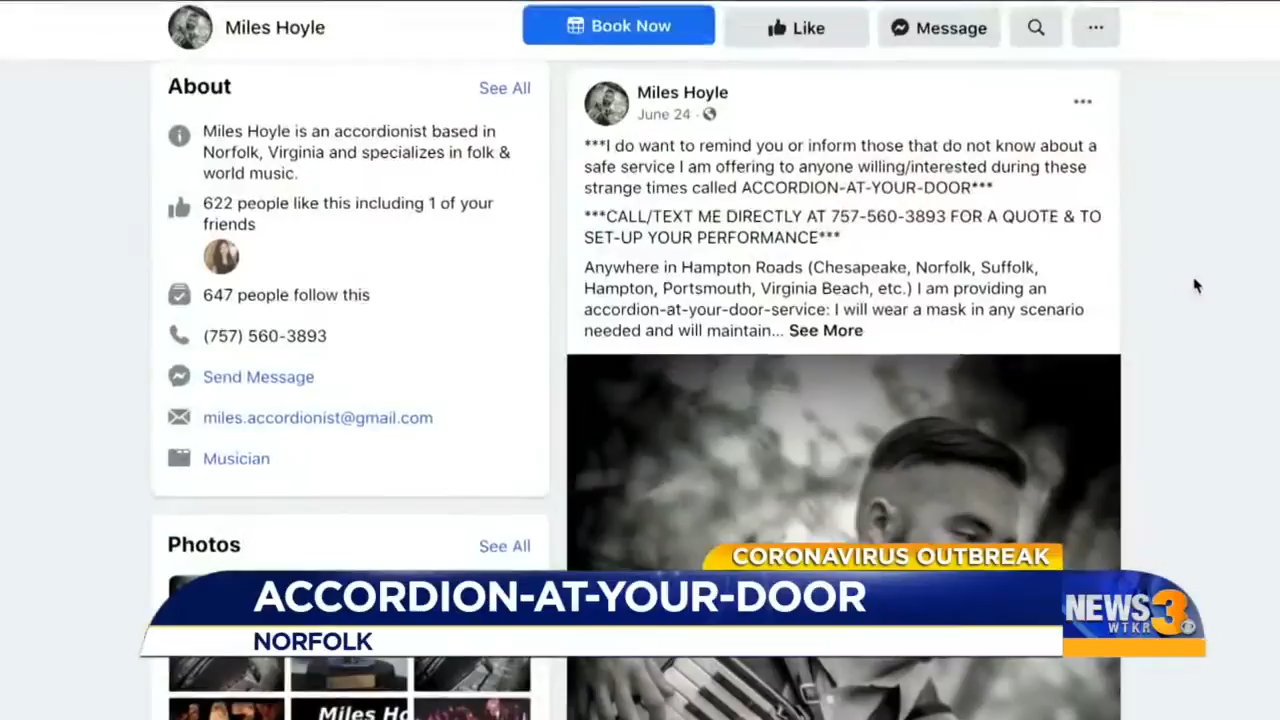 Miles Hoyle
Book Now
Like
Message
About
See All
Miles Hoyle is an accordionist based in
Norfolk, Virginia and specializes in folk &
world music.
622 people like this including 1 of your
friends
647 people follow this
(757) 560-3893
Send Message
miles.accordionist@gmail.com
Musician
Photos
See All
Miles Hoyle
June 24 ·
***I do want to remind you or inform those that do not know about a
safe service I am offering to anyone willing/interested during these
strange times called ACCORDION-AT-YOUR-DOOR***
***CALL/TEXT ME DIRECTLY AT 757-560-3893 FOR A QUOTE & TO
SET-UP YOUR PERFORMANCE***
Anywhere in Hampton Roads (Chesapeake, Norfolk, Suffolk,
Hampton, Portsmouth, Virginia Beach, etc.) I am providing an
accordion-at-your-door-service: I will wear a mask in any scenario
needed and will maintain... See More
CORONAVIRUS OUTBREAK
ACCORDION-AT-YOUR-DOOR
NORFOLK
NEWS 3
WTKR
Miles Ho